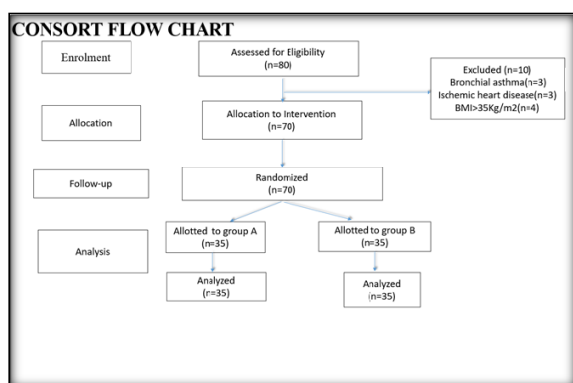 CONSORT FLOW CHART
Enrolment
Assessed for Eligibility
(n=80)
Excluded (n=10)
Bronchial asthma(n=3)
Ischemic heart disease(n=3)
BMI>35Kg/m2(n=4)
Allocation
Allocation to Intervention
(n=70)
Follow-up
Randomized
(n=70)
Analysis
Allotted to group A
(n=35)
Allotted to group B
(n=35)
Analyzed
(n=35)
Analyzed
(n=35)